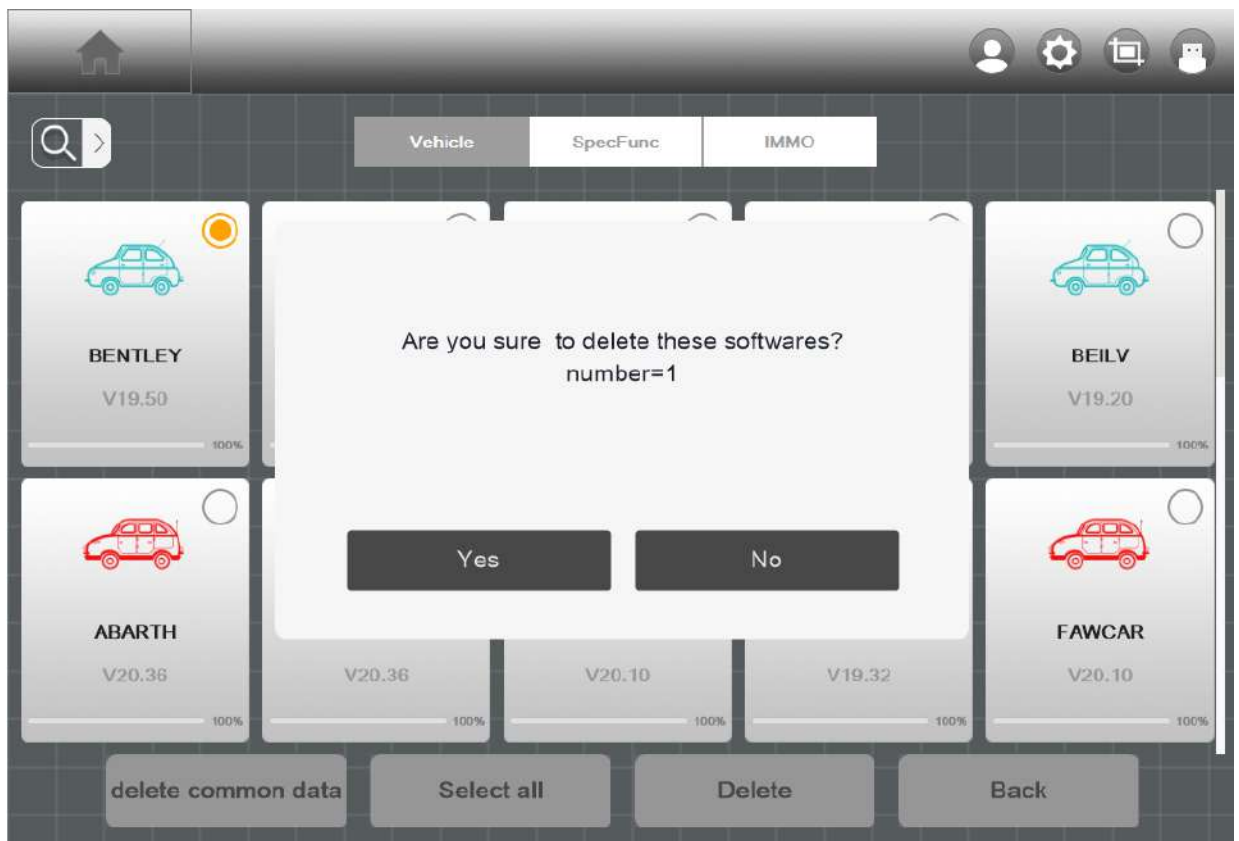 Vehicle
SpecFunc
IMMO
BENTLEY
V19.50
100%
Are you sure to delete these softwares?
number=1
Yes
No
BEILV
V19.20
100%
ABARTH
V20.36
100%
V20.36
100%
V20.10
100%
V19.32
100%
FAWCAR
V20.10
100%
delete common data
Select all
Delete
Back